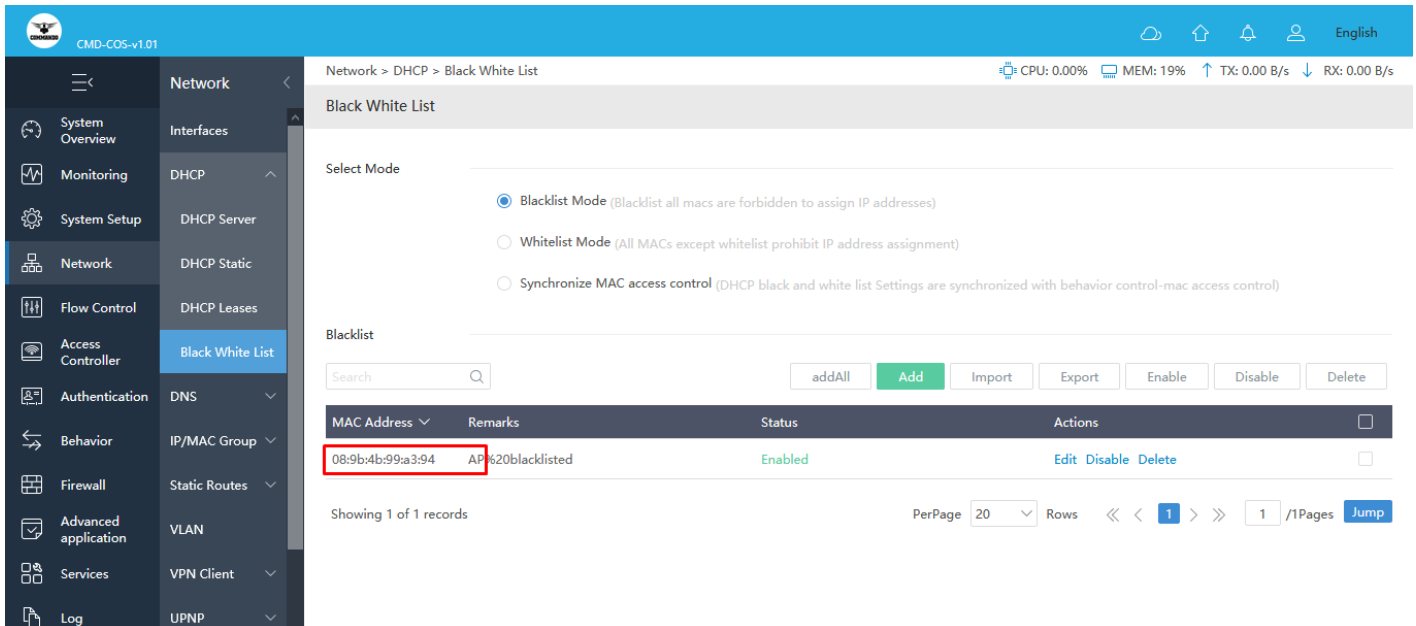 COMMANDO
CMD-COS-v1.01
English
Network
Network > DHCP > Black White List
CPU: 0.00% MEM: 19% TX: 0.00 B/s RX: 0.00 B/s
Black White List
System
Overview
Monitoring
System Setup
Network
Flow Control
Access
Controller
Authentication
Behavior
Firewall
Advanced
application
Services
Log
Interfaces
DHCP
DHCP Server
DHCP Static
DHCP Leases
Black White List
DNS
IP/MAC Group
Static Routes
VLAN
VPN Client
UPNP
Select Mode
Blacklist Mode (Blacklist all macs are forbidden to assign IP addresses)
Whitelist Mode (All MACs except whitelist prohibit IP address assignment)
Synchronize MAC access control (DHCP black and white list Settings are synchronized with behavior control-mac access control)
Blacklist
Search addAll Add Import Export Enable Disable Delete
MAC Address Remarks Status Actions
08:9b:4b:99:a3:94 AP%20blacklisted Enabled Edit Disable Delete
Showing 1 of 1 records PerPage 20 Rows 1 1 /1Pages Jump